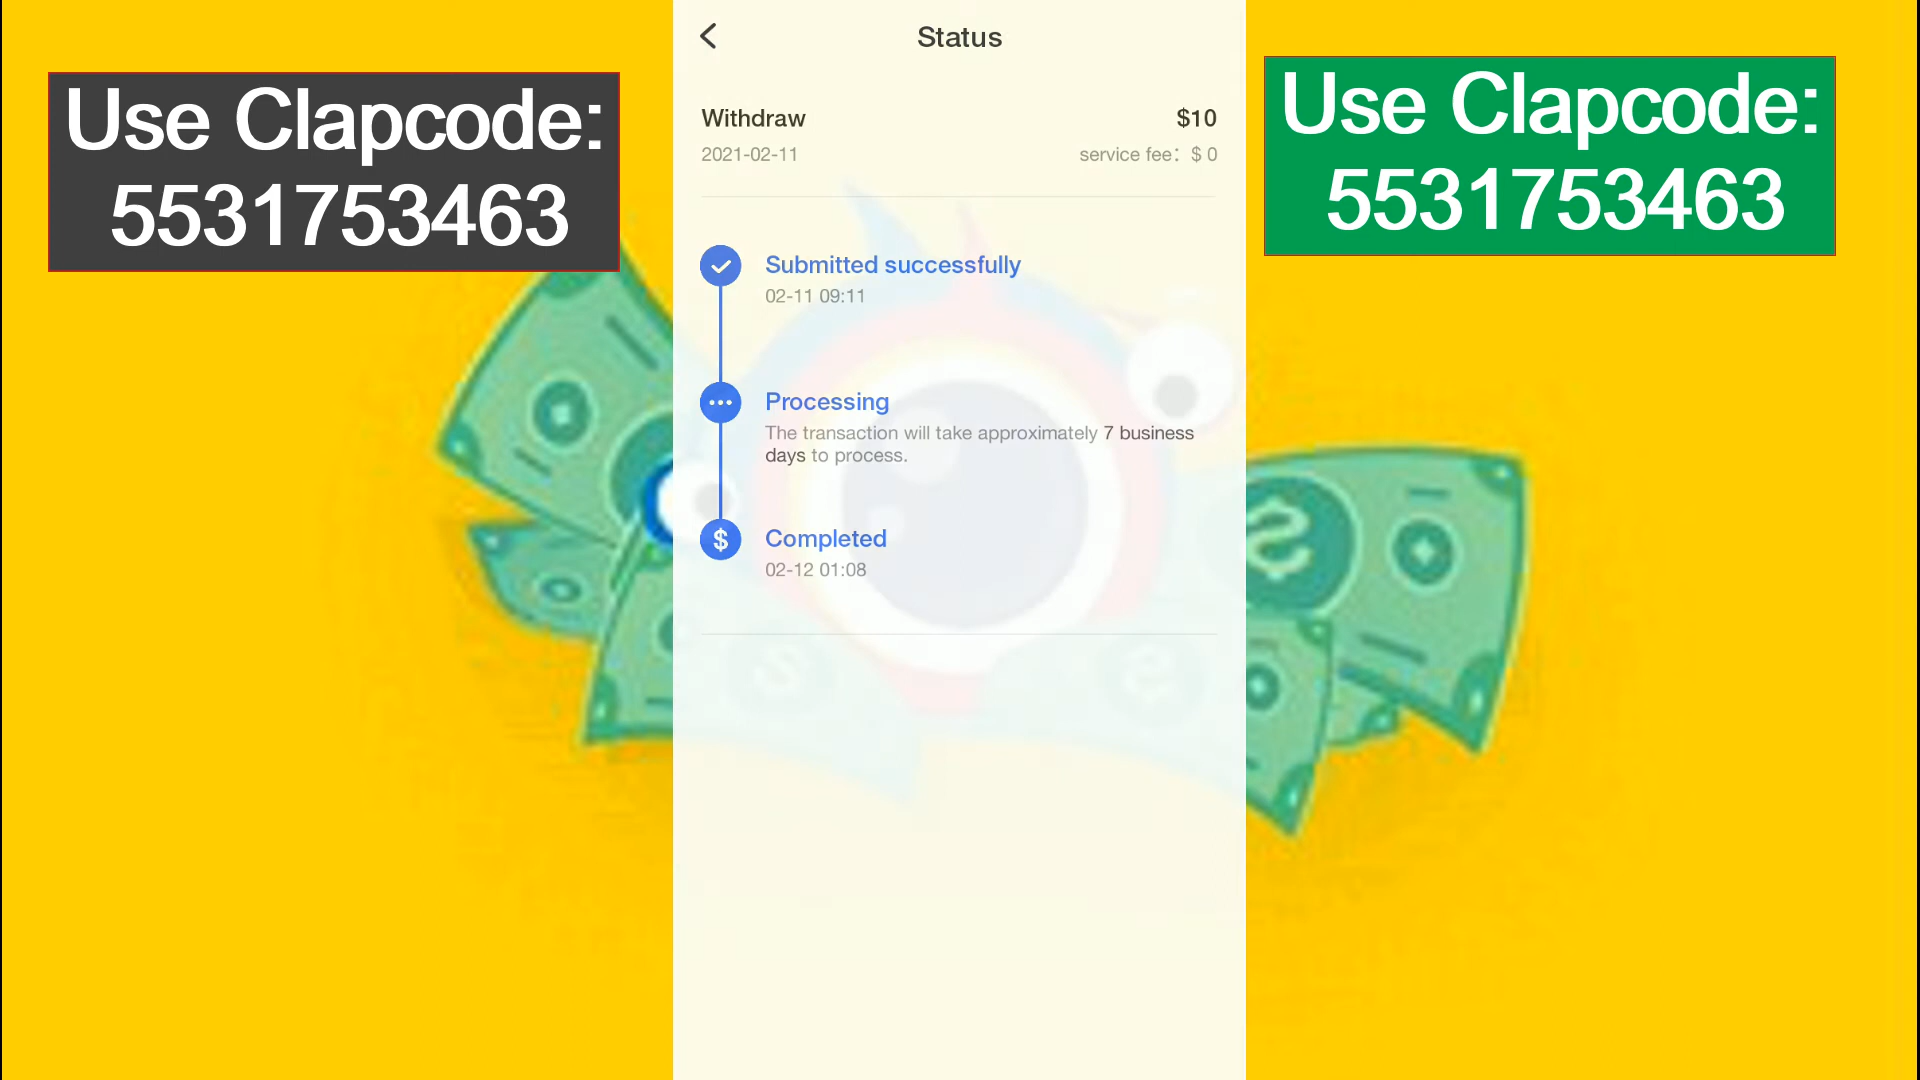 Use Clapcode:
5531753463
Status
Withdraw
$10
2021-02-11
service fee: $ 0
Submitted successfully
02-11 09:11
Processing
The transaction will take approximately 7 business
days to process.
$
Completed
02-12 01:08
Use Clapcode:
5531753463